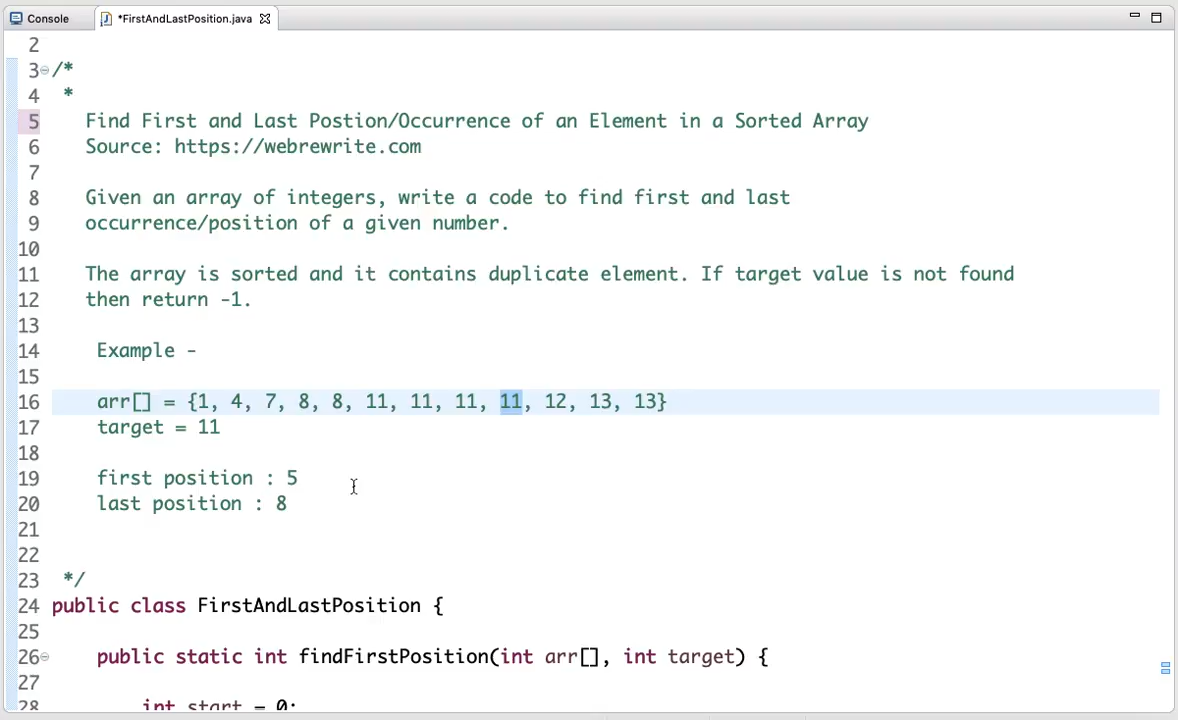 Console *FirstAndLastPosition.java
2
3 /*
4 *
5 Find First and Last Postion/Occurrence of an Element in a Sorted Array
6 Source: https://webrewrite.com
7
8 Given an array of integers, write a code to find first and last
9 occurrence/position of a given number.
10
11 The array is sorted and it contains duplicate element. If target value is not found
12 then return -1.
13
14 Example -
15
16 arr[] = {1, 4, 7, 8, 8, 11, 11, 11, 11, 12, 13, 13}
17 target = 11
18
19 first position : 5
20 last position : 8
21
22
23 */
24 public class FirstAndLastPosition {
25
26 public static int findFirstPosition(int arr[], int target) {
27
28 int start = 0;